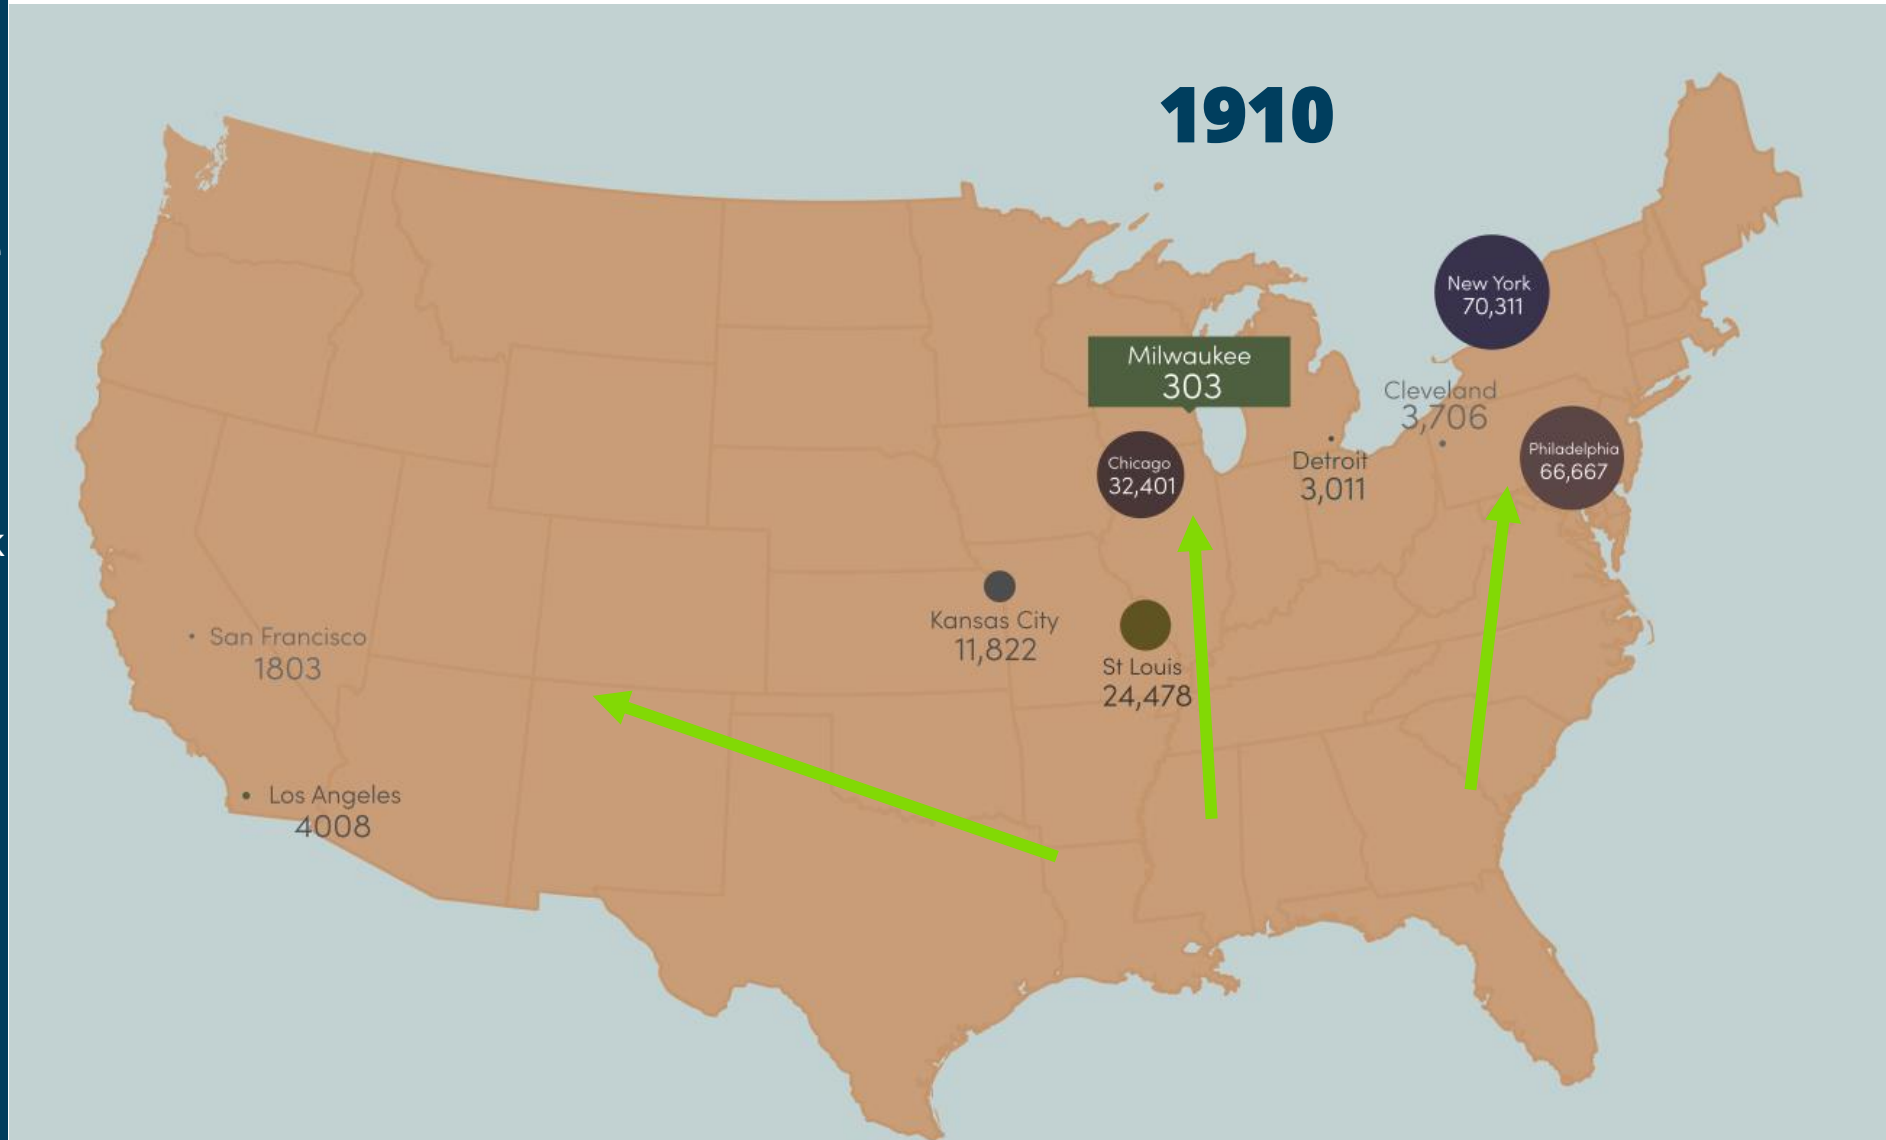 1910
New York
70,311
Milwaukee
303
Cleveland
3,706
Philadelphia
66,667
Chicago
32,401
Detroit
3,011
Kansas City
11,822
San Francisco
1803
St Louis
24,478
Los Angeles
4008